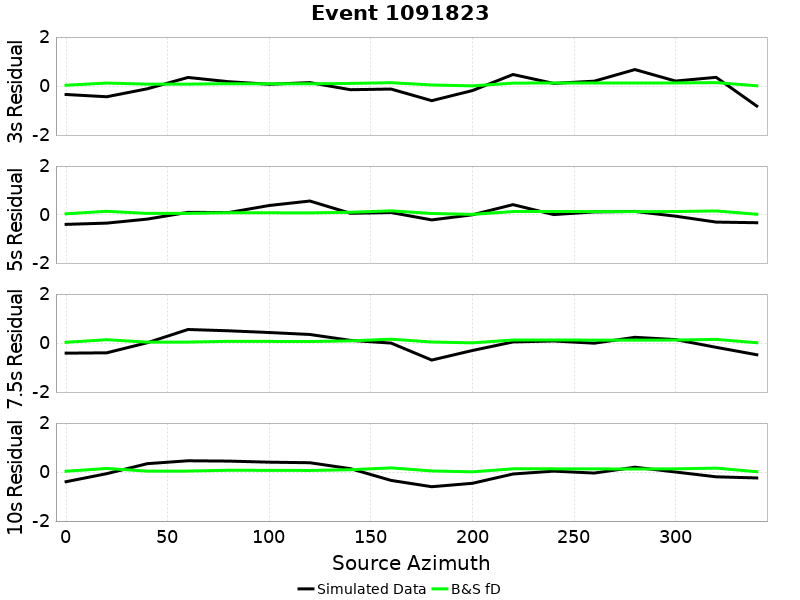 Event 1091823
3s Residual
2
0
-2
5s Residual
2
0
-2
7.5s Residual
2
0
-2
10s Residual
2
0
-2
0 50 100 150 200 250 300
Source Azimuth
Simulated Data B&S fD